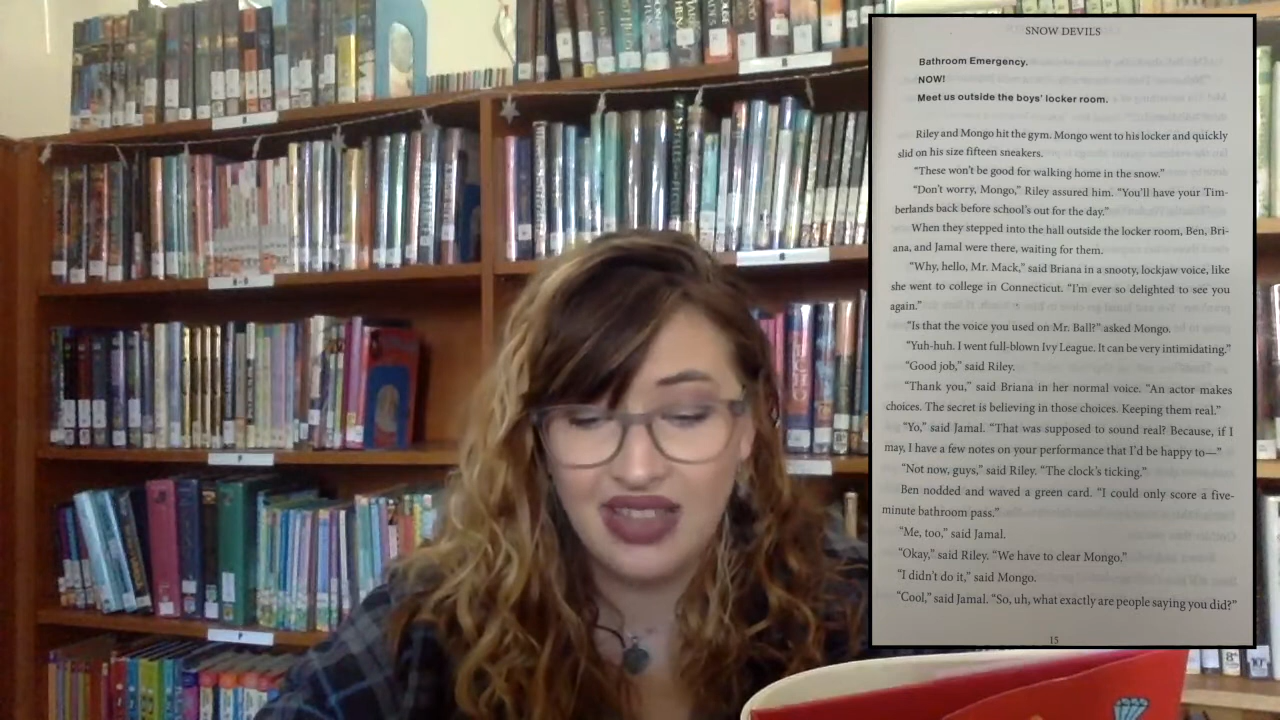 SNOW DEVILS
Bathroom Emergency.
NOW!
Meet us outside the boys' locker room.
Riley and Mongo hit the gym. Mongo went to his locker and quickly
slid on his size fifteen sneakers.
"These won't be good for walking home in the snow."
"Don't worry, Mongo," Riley assured him. "You'll have your Tim-
berlands back before school's out for the day."
When they stepped into the hall outside the locker room, Ben, Bri-
ana, and Jamal were there, waiting for them.
"Why, hello, Mr. Mack," said Briana in a snooty, lockjaw voice, like
she went to college in Connecticut. "I'm ever so delighted to see you
again."
"Is that the voice you used on Mr. Ball?" asked Mongo.
"Yuh-huh. I went full-blown Ivy League. It can be very intimidating."
"Good job," said Riley.
"Thank you," said Briana in her normal voice. "An actor makes
choices. The secret is believing in those choices. Keeping them real."
"Yo," said Jamal. "That was supposed to sound real? Because, if I
may, I have a few notes on your performance that I'd be happy to—"
"Not now, guys," said Riley. "The clock's ticking."
Ben nodded and waved a green card. "I could only score a five-
minute bathroom pass."
"Me, too," said Jamal.
"Okay," said Riley. "We have to clear Mongo."
"I didn't do it," said Mongo.
"Cool," said Jamal. "So, uh, what exactly are people saying you did?"
15